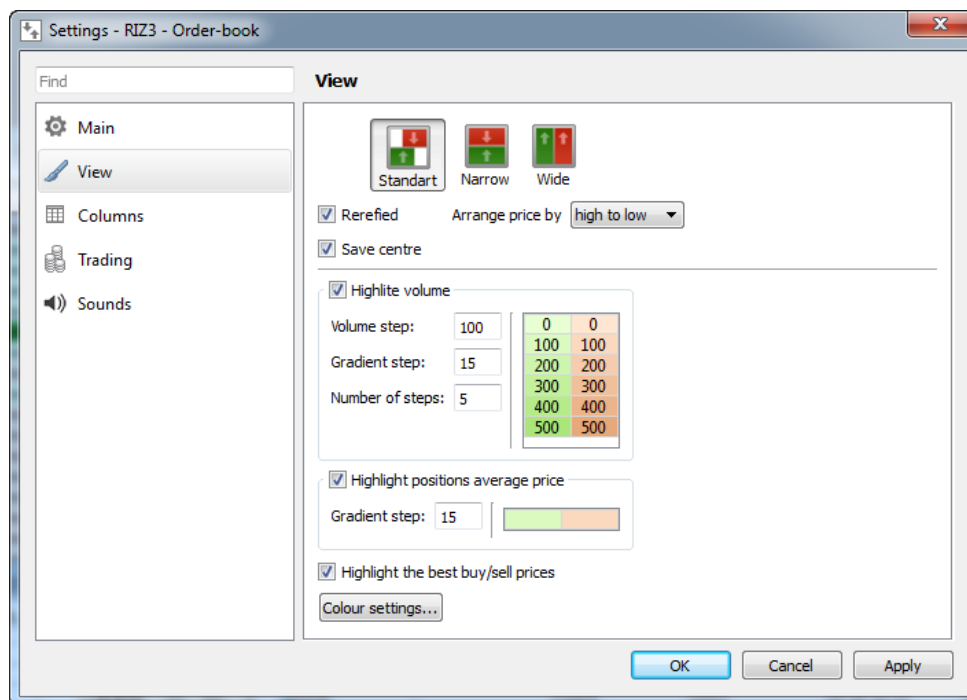 Settings - RIZ3 - Order-book
Find
Main
View
Columns
Trading
Sounds
View
Standart Narrow Wide
Rerefied Arrange price by high to low
Save centre
Highlite volume
Volume step: 100
Gradient step: 15
Number of steps: 5
0 0
100 100
200 200
300 300
400 400
500 500
Highlight positions average price
Gradient step: 15
Highlight the best buy/sell prices
Colour settings...
OK Cancel Apply